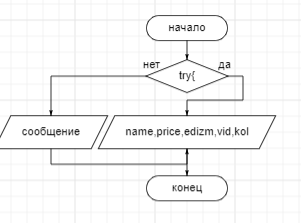 начало
нет
да
try{
сообщение
name,price,edizm,vid,kol
конец